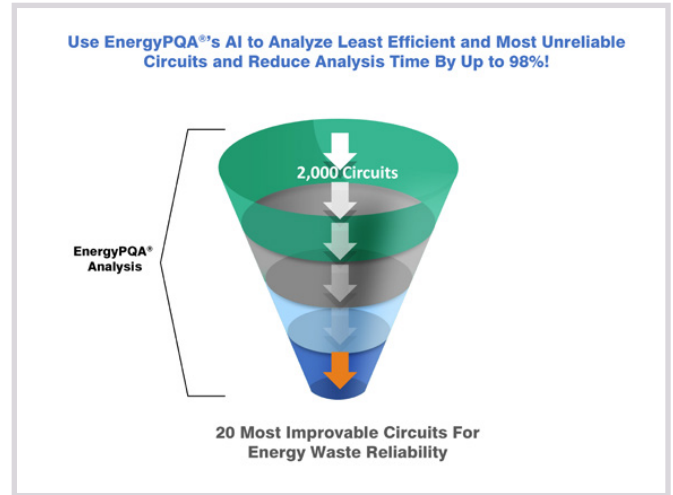 Use EnergyPQA®'s AI to Analyze Least Efficient and Most Unreliable
Circuits and Reduce Analysis Time By Up to 98%!
2,000 Circuits
EnergyPQA®
Analysis
20 Most Improvable Circuits For
Energy Waste Reliability